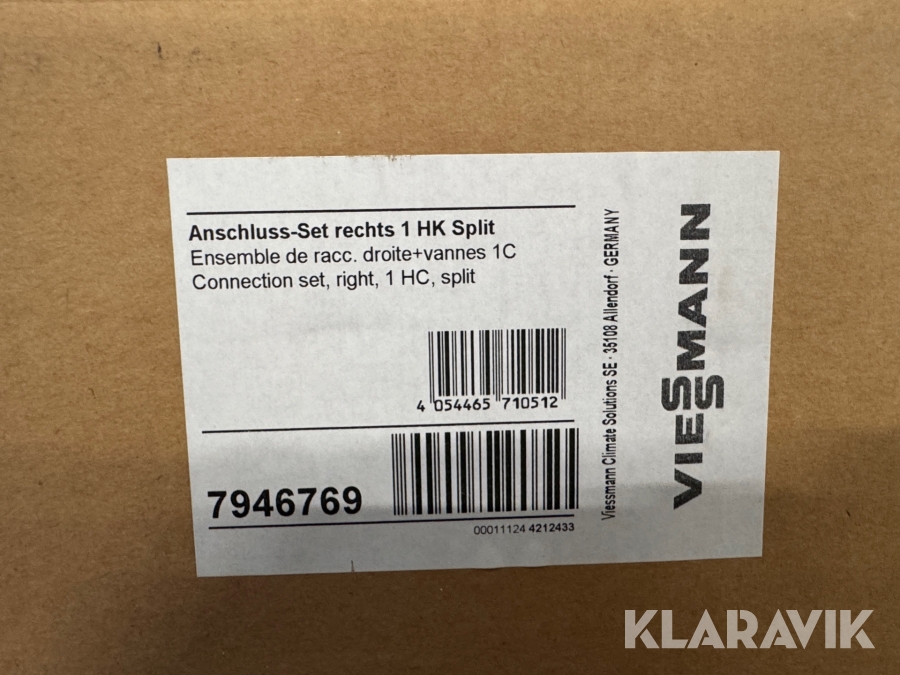 Anschluss-Set rechts 1 HK Split
Ensemble de racc. droite+vannes 1C
Connection set, right, 1 HC, split
4 054465 710512
7946769
00011124 4212433
Viessmann Climate Solutions SE · 35108 Allendorf · GERMANY
VIESSMANN
KLARAVIK